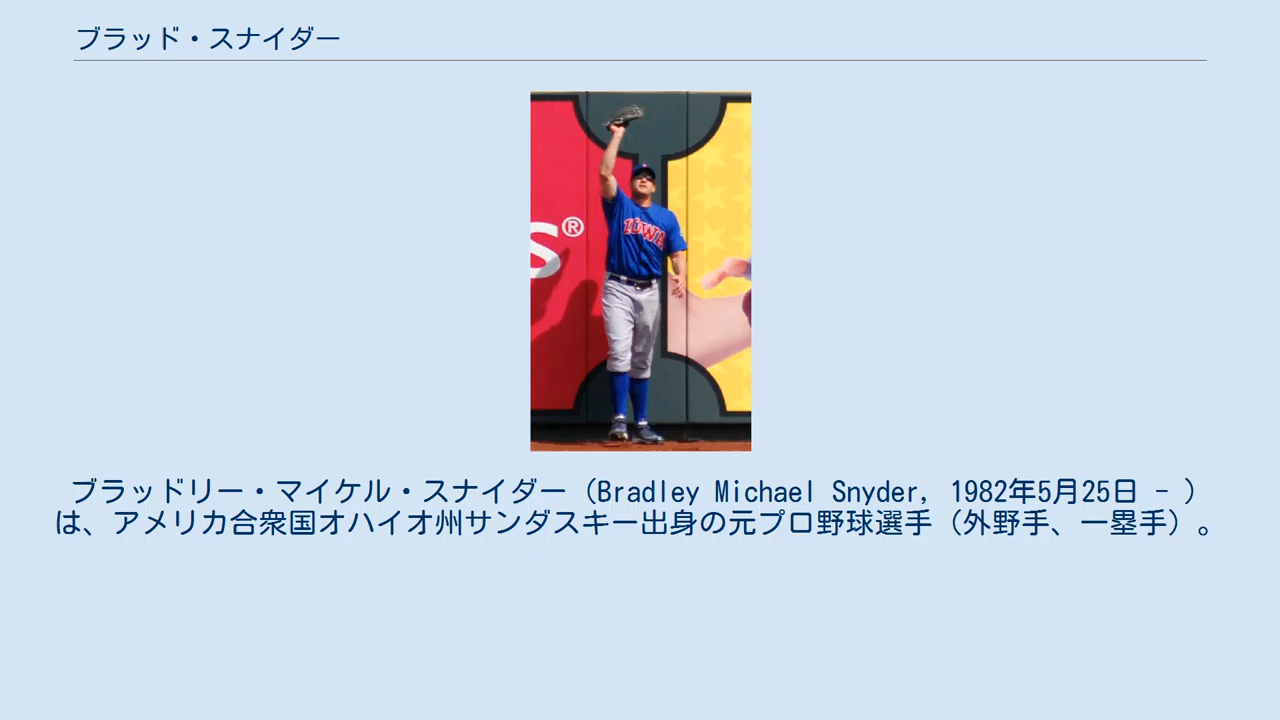 ブラッド・スナイダー
S®
IOWA
ブラッドリー・マイケル・スナイダー（Bradley Michael Snyder, 1982年5月25日 - ）
は、アメリカ合衆国オハイオ州サンダスキー出身の元プロ野球選手（外野手、一塁手）。